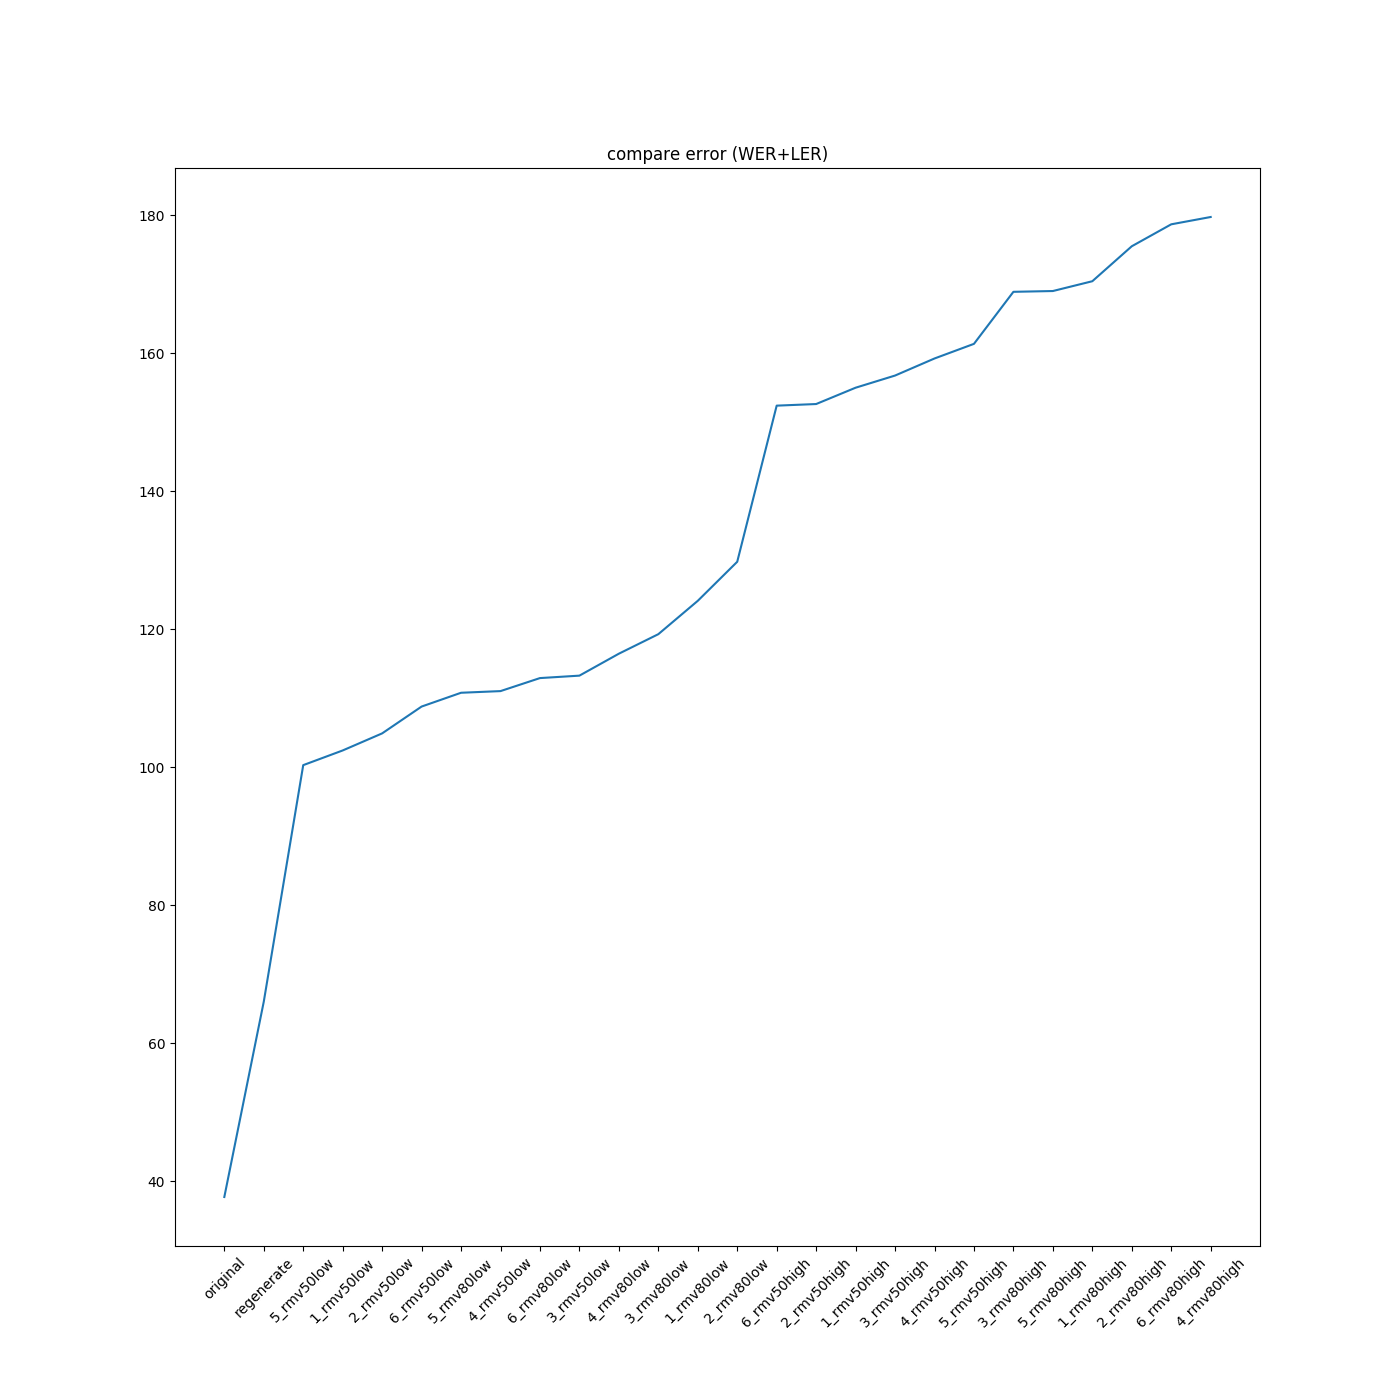 compare error (WER+LER)
180
160
140
120
100
80
60
40
original
regenerate
5_rmv50low
1_rmv50low
2_rmv50low
6_rmv50low
5_rmv80low
4_rmv50low
6_rmv80low
3_rmv50low
4_rmv80low
3_rmv80low
1_rmv80low
2_rmv80low
6_rmv50high
2_rmv50high
1_rmv50high
3_rmv50high
4_rmv50high
5_rmv50high
3_rmv80high
5_rmv80high
1_rmv80high
2_rmv80high
6_rmv80high
4_rmv80high